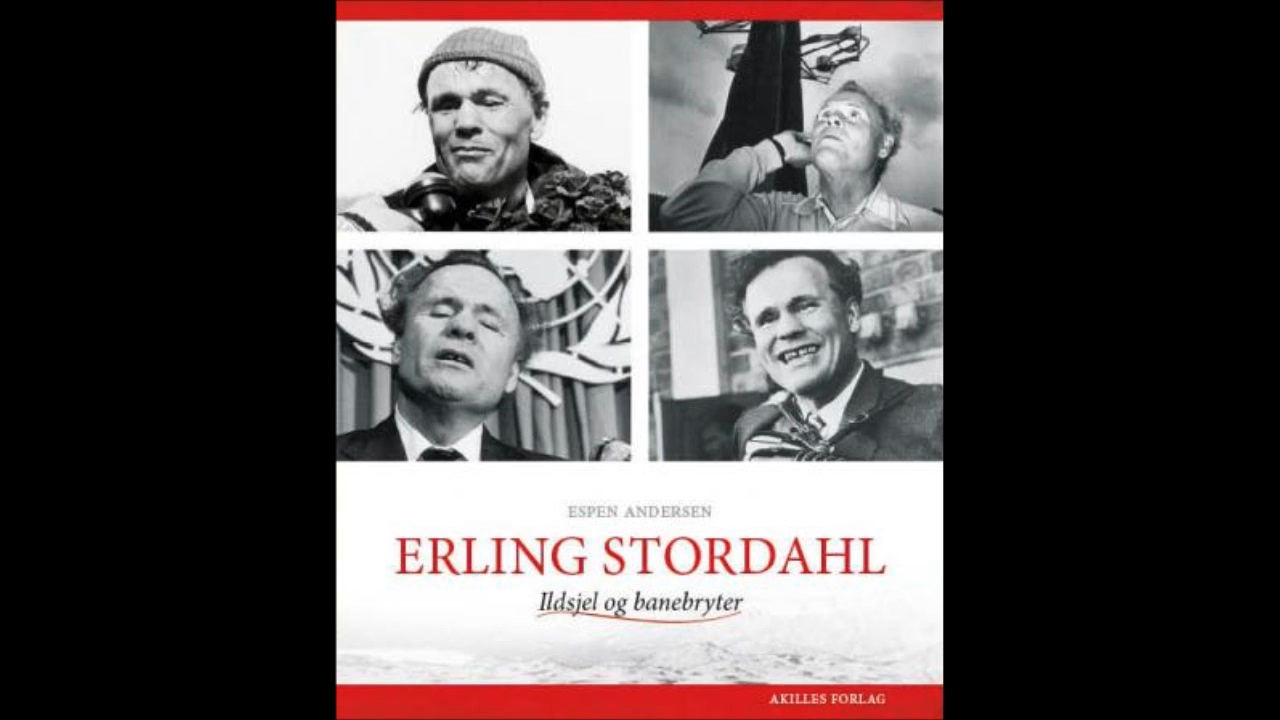 ESPEN ANDERSEN
ERLING STORDAHL
Ildsjel og banebryter
AKILLES FORLAG